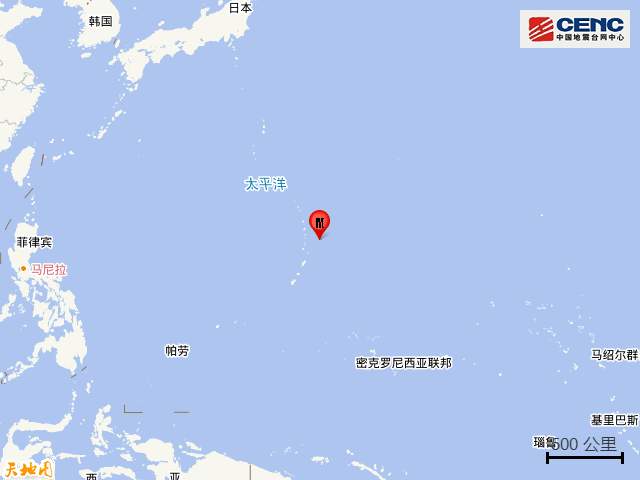 日本
韩国
CENC
中国地震台网中心
太平洋
M
菲律宾
马尼拉
帕劳
密克罗尼西亚联邦
马绍尔群
基里巴斯
瑙鲁
500 公里
天地图
西
亚